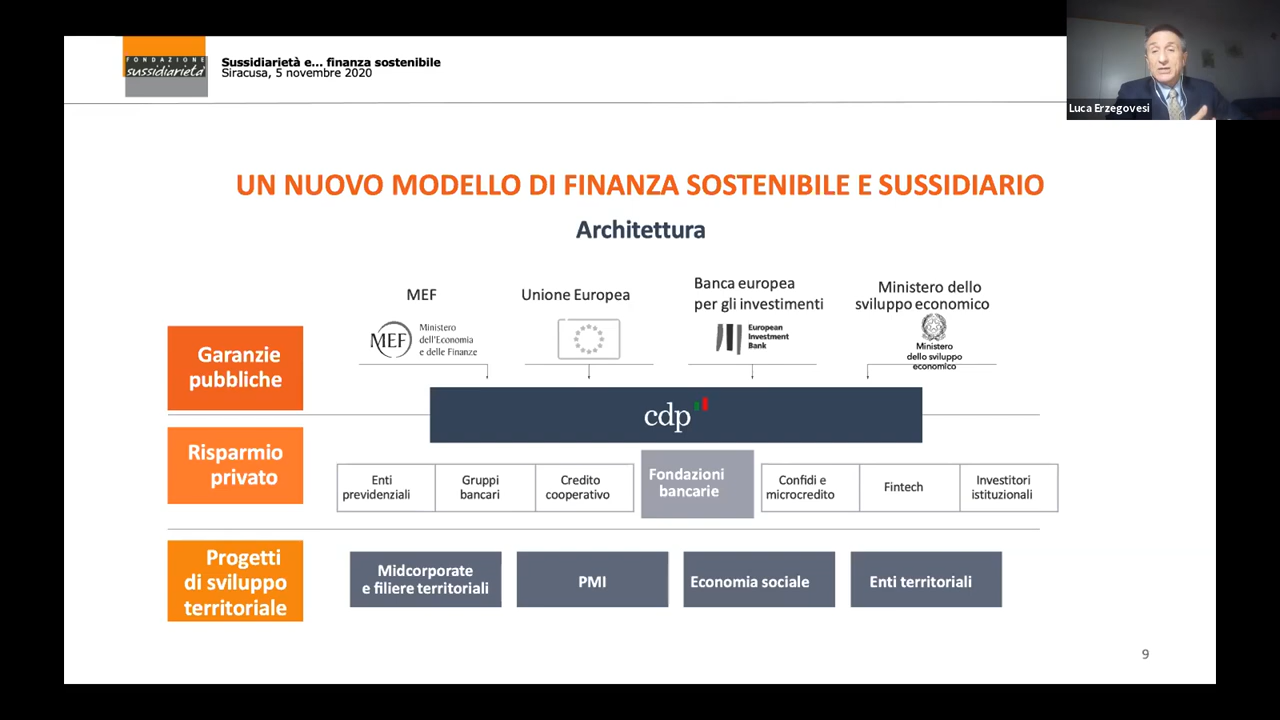 FONDAZIONE
sussidiarietà
Sussidiarietà e... finanza sostenibile
Siracusa, 5 novembre 2020
Luca Erzegovesi
UN NUOVO MODELLO DI FINANZA SOSTENIBILE E SUSSIDIARIO
Architettura
MEF
Unione Europea
Banca europea
per gli investimenti
Ministero dello
sviluppo economico
MEF
Ministero
dell'Economia
e delle Finanze
European
Investment
Bank
Ministero
dello sviluppo
economico
Garanzie
pubbliche
cdp
Risparmio
privato
Enti
previdenziali
Gruppi
bancari
Credito
cooperativo
Fondazioni
bancarie
Confidi e
microcredito
Fintech
Investitori
istituzionali
Progetti
di sviluppo
territoriale
Midcorporate
e filiere territoriali
PMI
Economia sociale
Enti territoriali
9